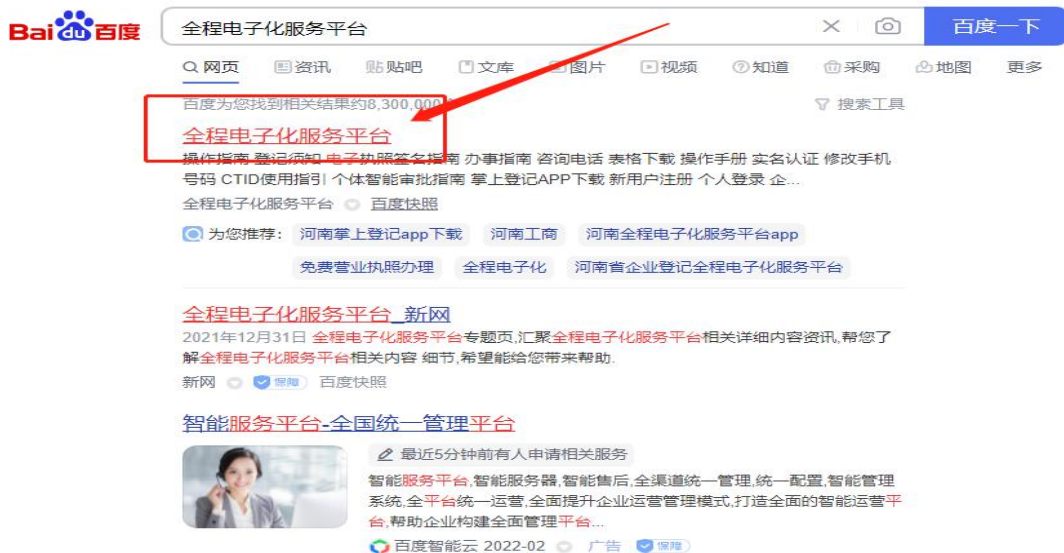 Bai du 百度
全程电子化服务平台
百度一下
网页 资讯 贴吧 文库 图片 视频 知道 采购 地图 更多
百度为您找到相关结果约8,300,000
搜索工具
全程电子化服务平台
操作指南 登记须知 电子执照签名指南 办事指南 咨询电话 表格下载 操作手册 实名认证 修改手机
号码 CTID使用指引 个体智能审批指南 掌上登记APP下载 新用户注册 个人登录 企...
全程电子化服务平台 百度快照
为您推荐: 河南掌上登记app下载 河南工商 河南全程电子化服务平台app
免费营业执照办理 全程电子化 河南省企业登记全程电子化服务平台
全程电子化服务平台_新网
2021年12月31日 全程电子化服务平台专题页,汇聚全程电子化服务平台相关详细内容资讯,帮您了
解全程电子化服务平台相关内容 细节,希望能给您带来帮助.
新网 保障 百度快照
智能服务平台-全国统一管理平台
最近5分钟前有人申请相关服务
智能服务平台,智能服务器,智能售后,全渠道统一管理,统一配置,智能管理
系统,全平台统一运营,全面提升企业运营管理模式,打造全面的智能运营平
台,帮助企业构建全面管理平台...
百度智能云 2022-02 广告 保障